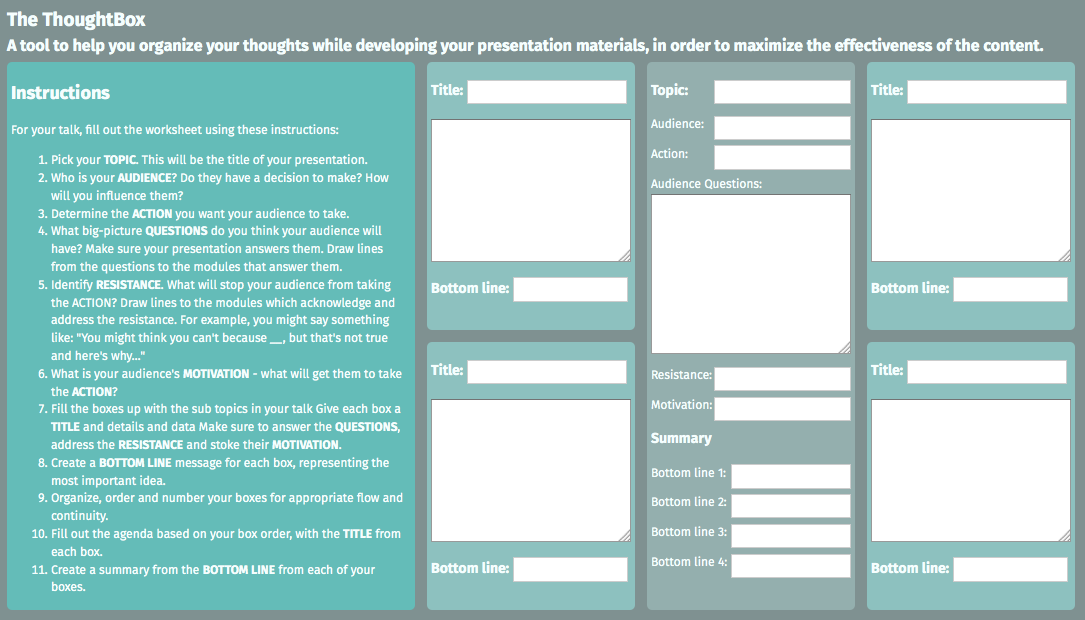 The ThoughtBox
A tool to help you organize your thoughts while developing your presentation materials, in order to maximize the effectiveness of the content.
Instructions
For your talk, fill out the worksheet using these instructions:
1. Pick your TOPIC. This will be the title of your presentation.
2. Who is your AUDIENCE? Do they have a decision to make? How
will you influence them?
3. Determine the ACTION you want your audience to take.
4. What big-picture QUESTIONS do you think your audience will
have? Make sure your presentation answers them. Draw lines
from the questions to the modules that answer them.
5. Identify RESISTANCE. What will stop your audience from taking
the ACTION? Draw lines to the modules which acknowledge and
address the resistance. For example, you might say something
like: "You might think you can't because __, but that's not true
and here's why..."
6. What is your audience's MOTIVATION - what will get them to take
the ACTION?
7. Fill the boxes up with the sub topics in your talk Give each box a
TITLE and details and data Make sure to answer the QUESTIONS,
address the RESISTANCE and stoke their MOTIVATION.
8. Create a BOTTOM LINE message for each box, representing the
most important idea.
9. Organize, order and number your boxes for appropriate flow and
continuity.
10. Fill out the agenda based on your box order, with the TITLE from
each box.
11. Create a summary from the BOTTOM LINE from each of your
boxes.
Title:
Bottom line:
Title:
Bottom line:
Topic:
Audience:
Action:
Audience Questions:
Resistance:
Motivation:
Summary
Bottom line 1:
Bottom line 2:
Bottom line 3:
Bottom line 4:
Title:
Bottom line:
Title:
Bottom line: